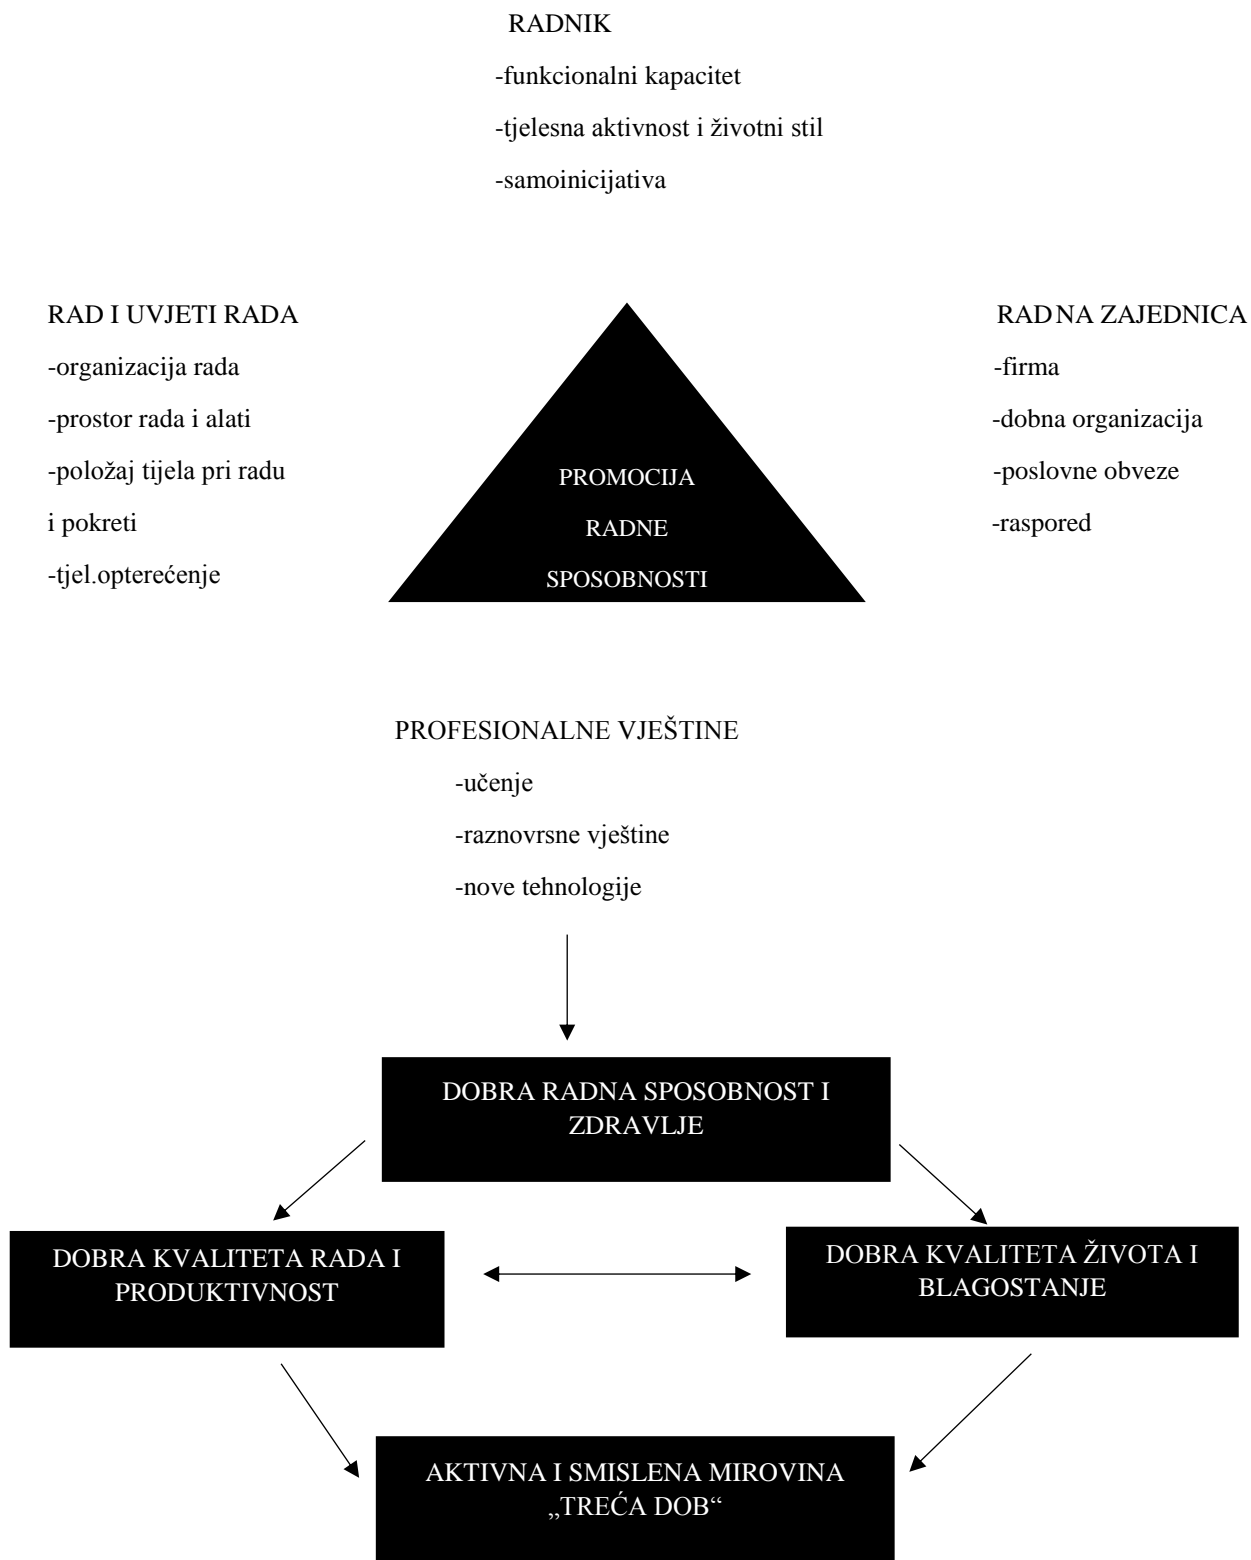 RADNIK
-funkcionalni kapacitet
-tjelesna aktivnost i životni stil
-samoinicijativa
RAD I UVJETI RADA
-organizacija rada
-prostor rada i alati
-položaj tijela pri radu
i pokreti
-tjel.opterećenje
PROMOCIJA
RADNE
SPOSOBNOSTI
RADNA ZAJEDNICA
-firma
-dobna organizacija
-poslovne obveze
-raspored
PROFESIONALNE VJEŠTINE
-učenje
-raznovrsne vještine
-nove tehnologije
DOBRA RADNA SPOSOBNOST I
ZDRAVLJE
DOBRA KVALITETA RADA I
PRODUKTIVNOST
DOBRA KVALITETA ŽIVOTA I
BLAGOSTANJE
AKTIVNA I SMISLENA MIROVINA
„TREĆA DOB“